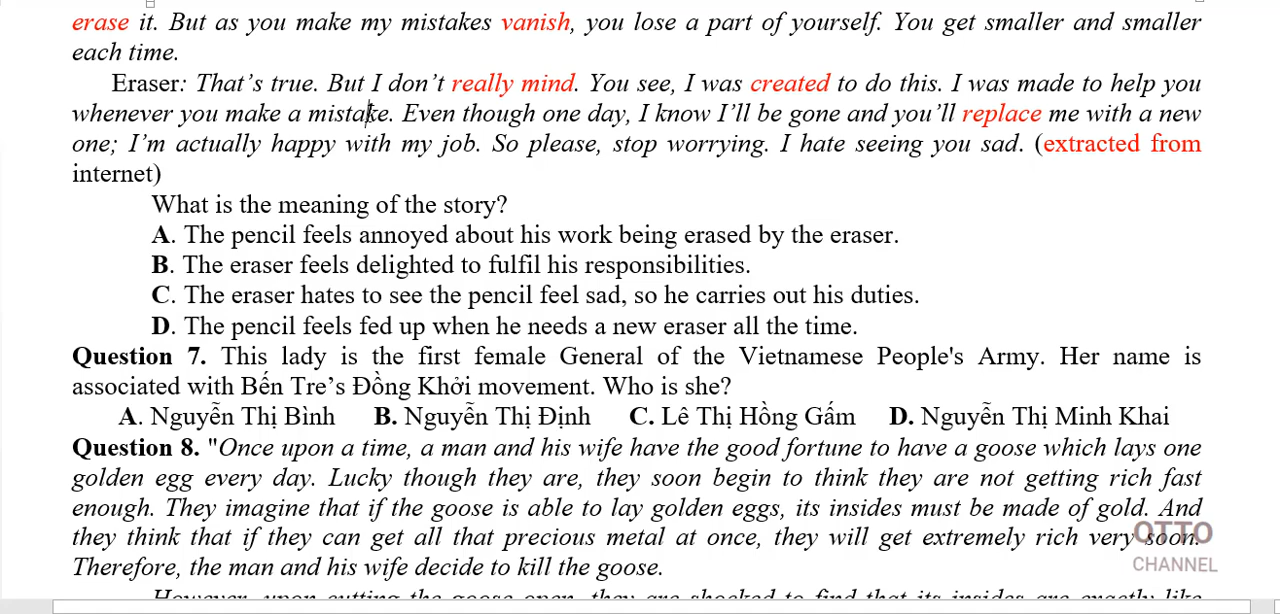 erase it. But as you make my mistakes vanish, you lose a part of yourself. You get smaller and smaller
each time.
Eraser: That's true. But I don't really mind. You see, I was created to do this. I was made to help you
whenever you make a mistake. Even though one day, I know I'll be gone and you'll replace me with a new
one; I'm actually happy with my job. So please, stop worrying. I hate seeing you sad. (extracted from
internet)
What is the meaning of the story?
A. The pencil feels annoyed about his work being erased by the eraser.
B. The eraser feels delighted to fulfil his responsibilities.
C. The eraser hates to see the pencil feel sad, so he carries out his duties.
D. The pencil feels fed up when he needs a new eraser all the time.
Question 7. This lady is the first female General of the Vietnamese People's Army. Her name is
associated with Bến Tre's Đồng Khởi movement. Who is she?
A. Nguyễn Thị Bình B. Nguyễn Thị Định C. Lê Thị Hồng Gấm D. Nguyễn Thị Minh Khai
Question 8. "Once upon a time, a man and his wife have the good fortune to have a goose which lays one
golden egg every day. Lucky though they are, they soon begin to think they are not getting rich fast
enough. They imagine that if the goose is able to lay golden eggs, its insides must be made of gold. And
they think that if they can get all that precious metal at once, they will get extremely rich very soon.
Therefore, the man and his wife decide to kill the goose.
However, upon cutting the goose open, they are shocked to find that its insides are exactly like
OTTO
CHANNEL